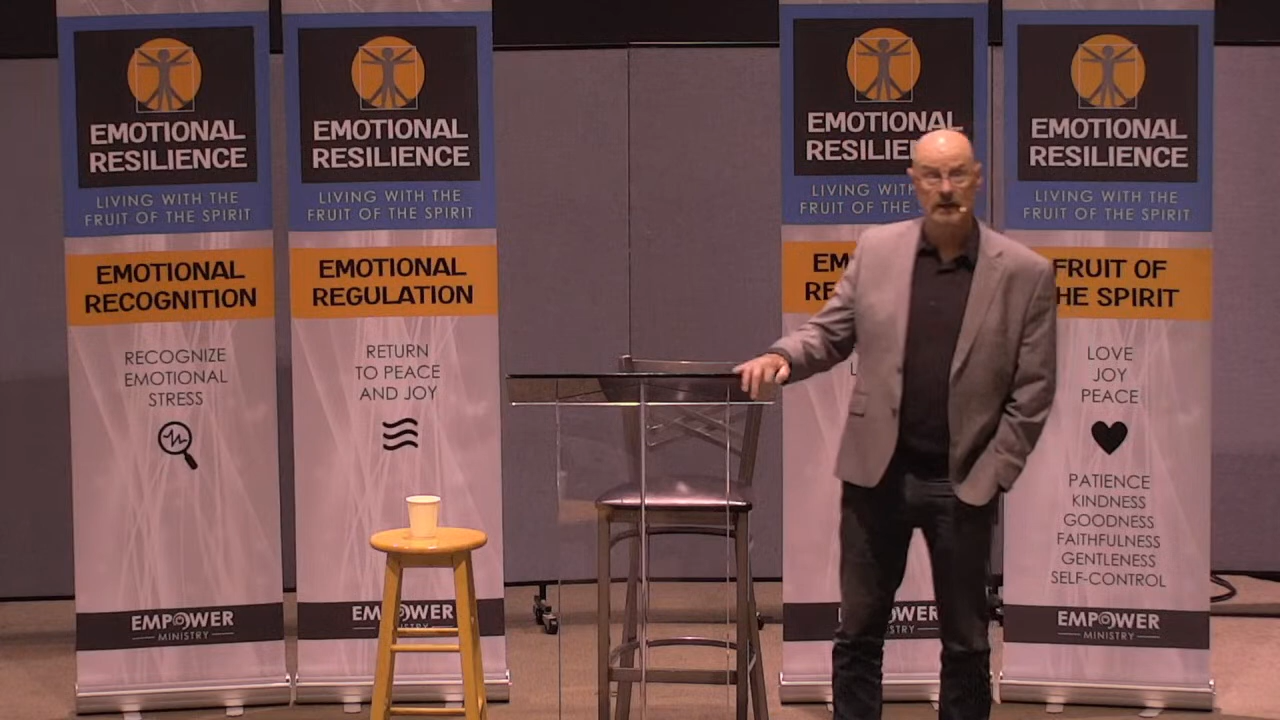 EMOTIONAL
RESILIENCE
LIVING WITH THE
FRUIT OF THE SPIRIT
EMOTIONAL
RECOGNITION
RECOGNIZE
EMOTIONAL
STRESS
EMPOWER
MINISTRY
EMOTIONAL
RESILIENCE
LIVING WITH THE
FRUIT OF THE SPIRIT
EMOTIONAL
REGULATION
RETURN
TO PEACE
AND JOY
EMPOWER
MINISTRY
EMOTIONAL
RESILIE
LIVING WITH
FRUIT OF THE
EM
RE
L
EMPOWER
MINISTRY
EMOTIONAL
RESILIENCE
LIVING WITH THE
FRUIT OF THE SPIRIT
FRUIT OF
HE SPIRIT
LOVE
JOY
PEACE
PATIENCE
KINDNESS
GOODNESS
FAITHFULNESS
GENTLENESS
SELF-CONTROL
EMPOWER
MINISTRY